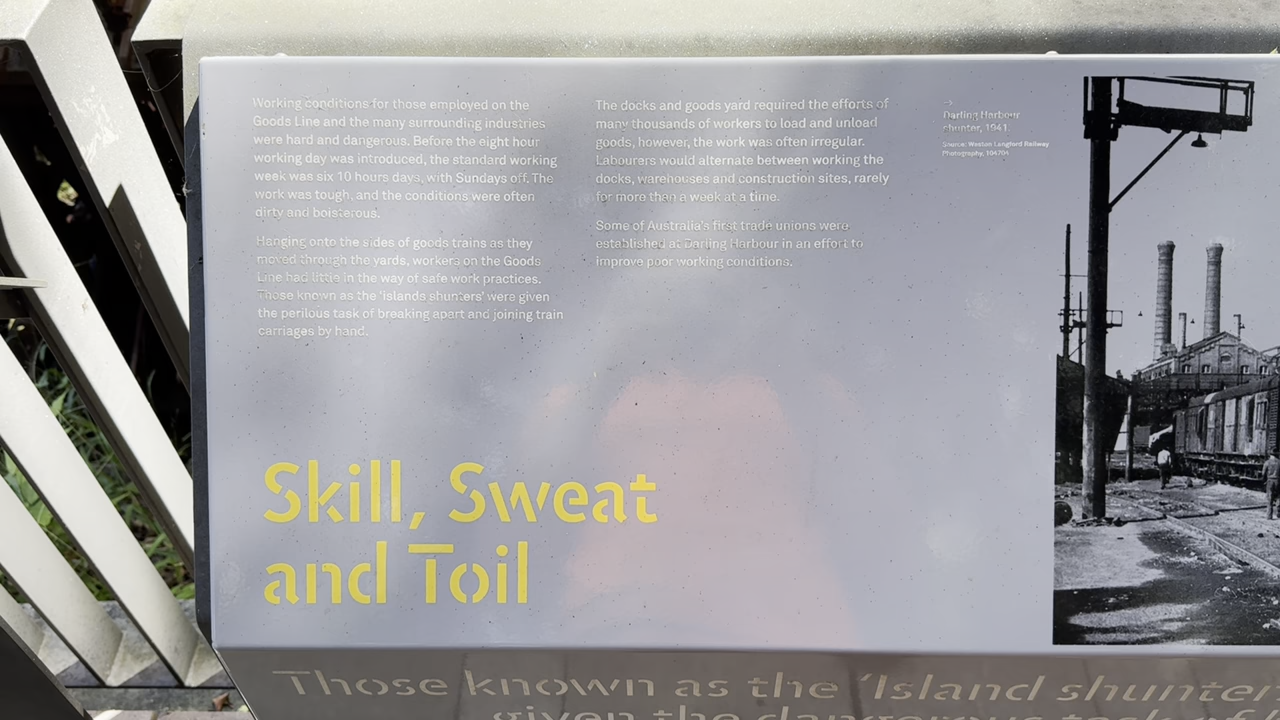 Working conditions for those employed on the
Goods Line and the many surrounding industries
were hard and dangerous. Before the eight hour
working day was introduced, the standard working
week was six 10 hours days, with Sundays off. The
work was tough, and the conditions were often
dirty and boisterous.
Hanging onto the sides of goods trains as they
moved through the yards, workers on the Goods
Line had little in the way of safe work practices.
Those known as the ‘islands shunters’ were given
the perilous task of breaking apart and joining train
carriages by hand.
The docks and goods yard required the efforts of
many thousands of workers to load and unload
goods, however, the work was often irregular.
Labourers would alternate between working the
docks, warehouses and construction sites, rarely
for more than a week at a time.
Some of Australia's first trade unions were
established at Darling Harbour in an effort to
improve poor working conditions.
Darling Harbour
shunter, 1941.
Source: Weston Langford Railway
Photography, 104704
Skill, Sweat
and Toil
Those known as the ‘Island shunter
given the dangerous